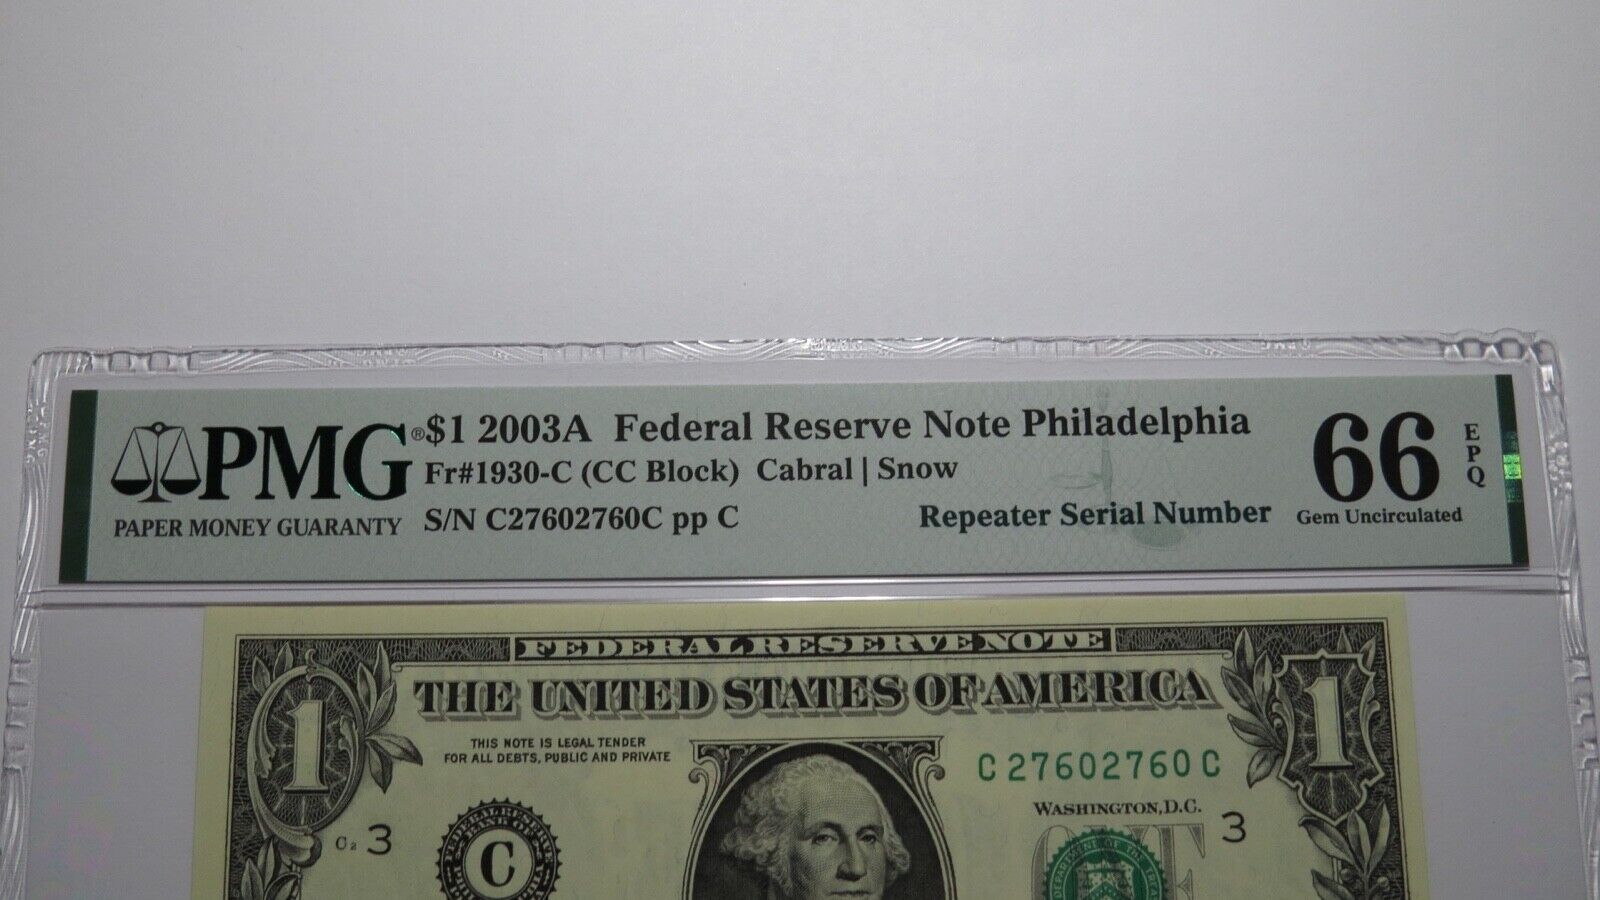 PMG®
PAPER MONEY GUARANTY
$1 2003A Federal Reserve Note Philadelphia
Fr#1930-C (CC Block) Cabral | Snow
S/N C27602760C pp C
Repeater Serial Number
66
EPQ
Gem Uncirculated
FEDERAL RESERVE NOTE
THE UNITED STATES OF AMERICA
1
1
THIS NOTE IS LEGAL TENDER
FOR ALL DEBTS, PUBLIC AND PRIVATE
C 27602760 C
WASHINGTON, D.C.
C2 3
3
C